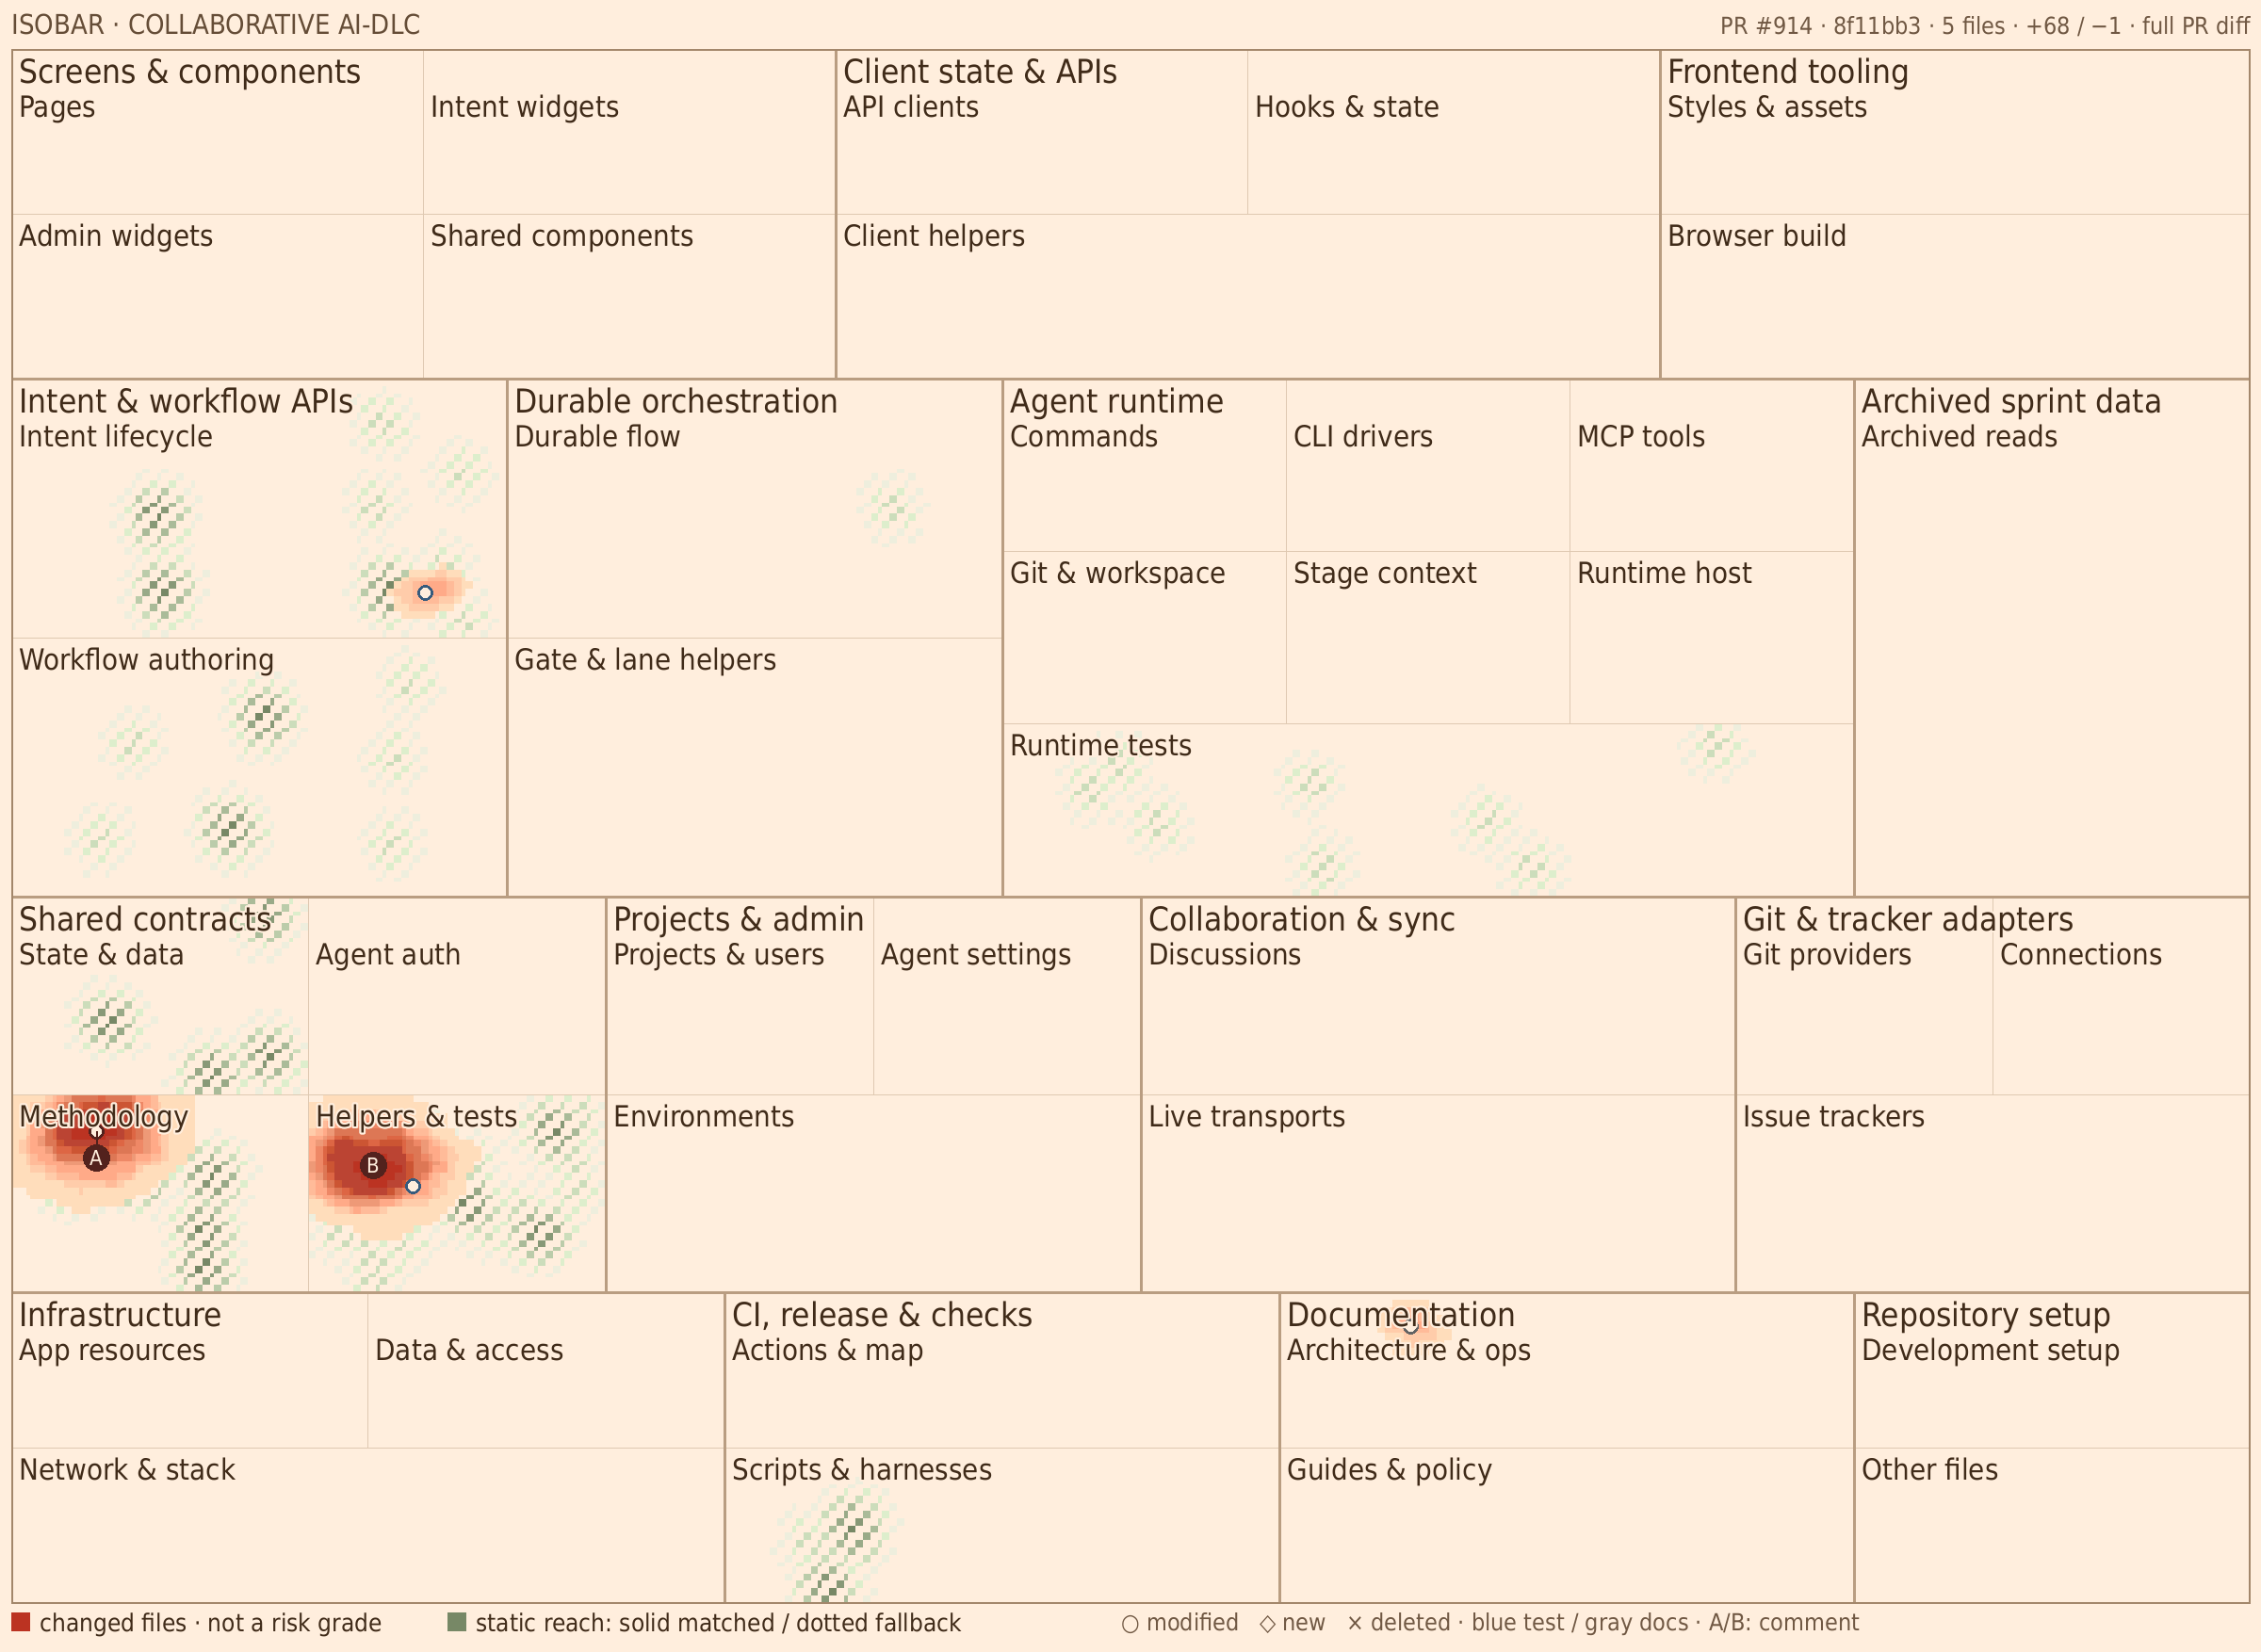 ISOBAR · COLLABORATIVE AI-DLC
PR #914 · 8f11bb3 · 5 files · +68 / −1 · full PR diff
Screens & components
Pages
Intent widgets
Client state & APIs
API clients
Hooks & state
Frontend tooling
Styles & assets
Admin widgets
Shared components
Client helpers
Browser build
Intent & workflow APIs
Intent lifecycle
Durable orchestration
Durable flow
Agent runtime
Commands
CLI drivers
MCP tools
Archived sprint data
Archived reads
Git & workspace
Stage context
Runtime host
Workflow authoring
Gate & lane helpers
Runtime tests
Shared contracts
State & data
Agent auth
Projects & admin
Projects & users
Agent settings
Collaboration & sync
Discussions
Git & tracker adapters
Git providers
Connections
Methodology
A
Helpers & tests
B
Environments
Live transports
Issue trackers
Infrastructure
App resources
Data & access
CI, release & checks
Actions & map
Documentation
Architecture & ops
Repository setup
Development setup
Network & stack
Scripts & harnesses
Guides & policy
Other files
changed files · not a risk grade
static reach: solid matched / dotted fallback
○ modified ◇ new × deleted · blue test / gray docs · A/B: comment